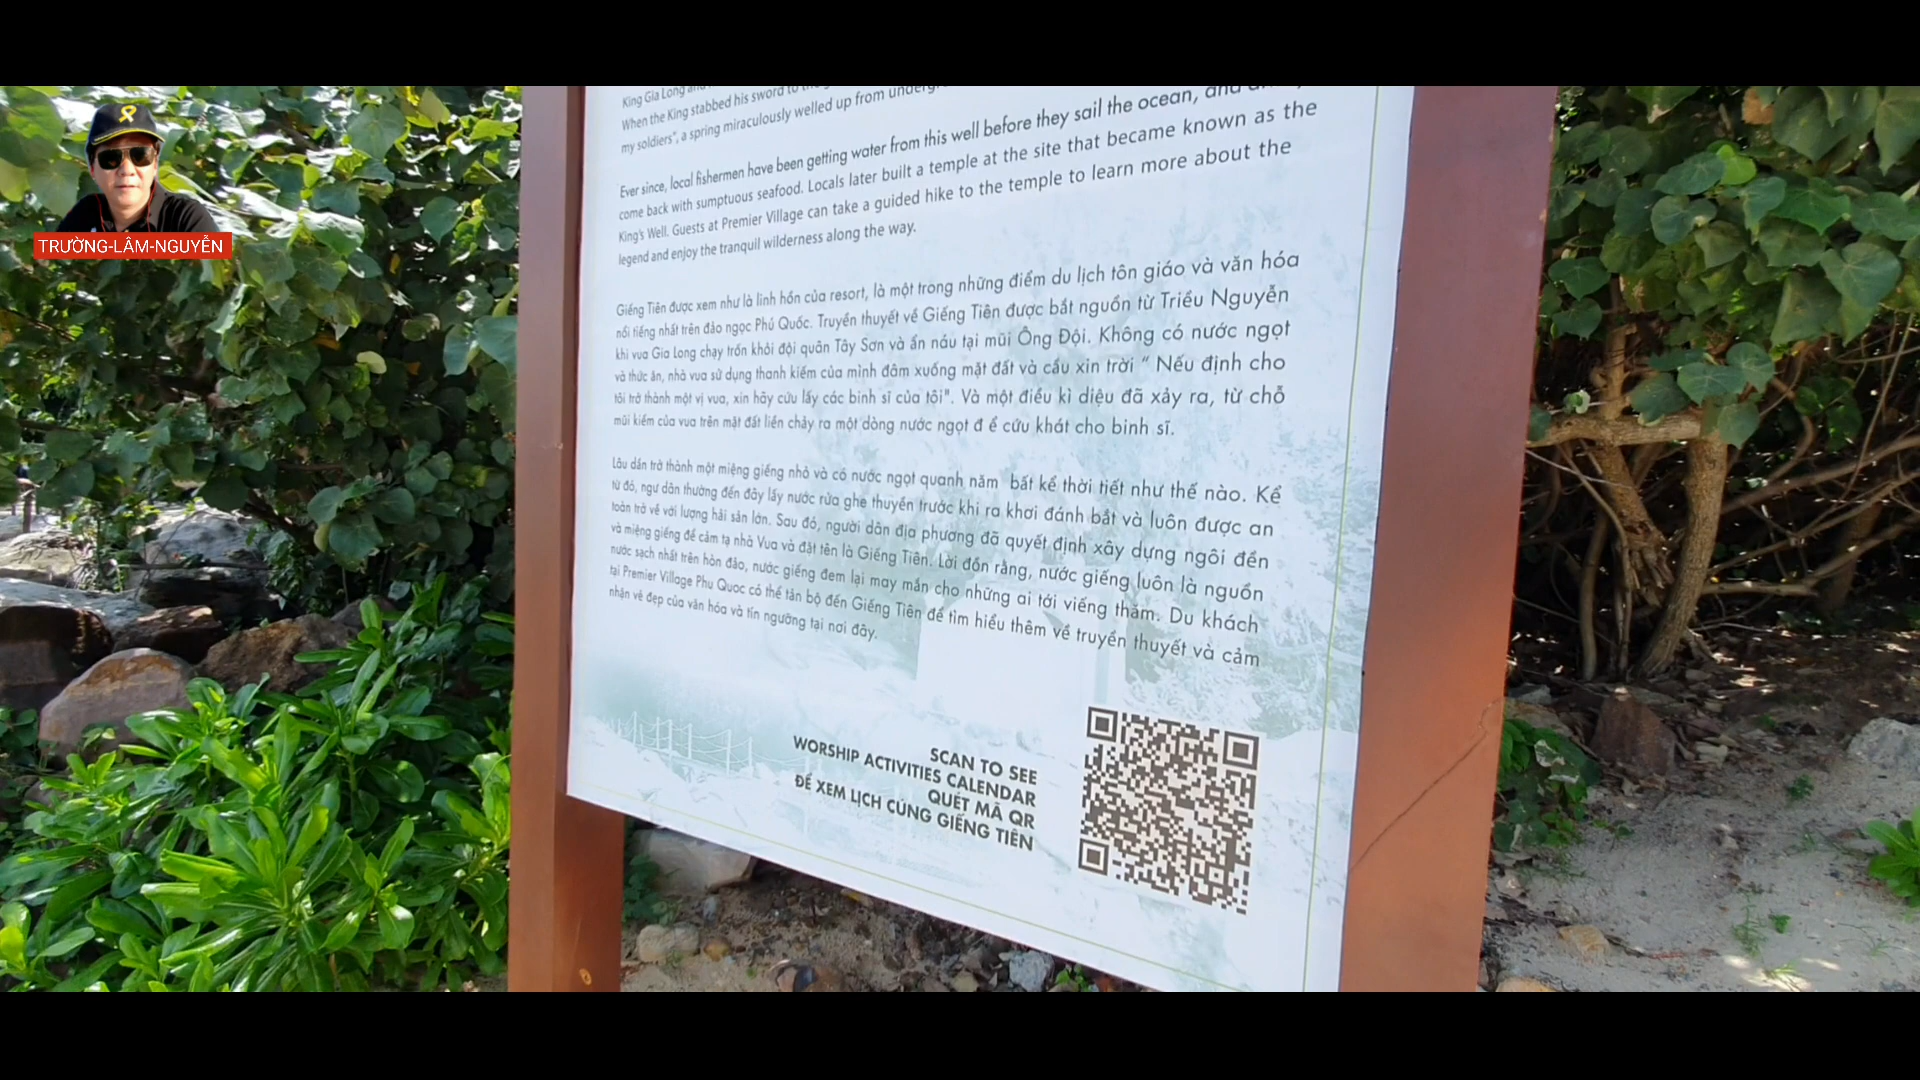 TRƯỜNG-LÂM-NGUYỄN
King Gia Long and
When the King stabbed his sword to the
my soldiers", a spring miraculously welled up from
Ever since, local fishermen have been getting water from this well before they sail the ocean, and
come back with sumptuous seafood. Locals later built a temple at the site that became known as the
King's Well. Guests at Premier Village can take a guided hike to the temple to learn more about the
legend and enjoy the tranquil wilderness along the way.
Giếng Tiên được xem như là linh hồn của resort, là một trong những điểm du lịch tôn giáo và văn hóa
nổi tiếng nhất trên đảo ngọc Phú Quốc. Truyền thuyết về Giếng Tiên được bắt nguồn từ Triều Nguyễn
khi vua Gia Long chạy trốn khỏi đội quân Tây Sơn và ẩn náu tại mũi Ông Đội. Không có nước ngọt
và thức ăn, nhà vua sử dụng thanh kiếm của mình đâm xuống mặt đất và cầu xin trời " Nếu định cho
tôi trở thành một vị vua, xin hãy cứu lấy các binh sĩ của tôi". Và một điều kì diệu đã xảy ra, từ chỗ
mũi kiếm của vua trên mặt đất liền chảy ra một dòng nước ngọt đ ể cứu khát cho binh sĩ.
Lâu dần trở thành một miệng giếng nhỏ và có nước ngọt quanh năm bất kể thời tiết như thế nào. Kể
từ đó, ngư dân thường đến đây lấy nước rửa ghe thuyền trước khi ra khơi đánh bắt và luôn được an
toàn trở về với lượng hải sản lớn. Sau đó, người dân địa phương đã quyết định xây dựng ngôi đền
và miệng giếng để cảm tạ nhà Vua và đặt tên là Giếng Tiên. Lời đồn rằng, nước giếng luôn là nguồn
nước sạch nhất trên hòn đảo, nước giếng đem lại may mắn cho những ai tới viếng thăm. Du khách
tại Premier Village Phu Quoc có thể tản bộ đến Giếng Tiên để tìm hiểu thêm về truyền thuyết và cảm
nhận vẻ đẹp của văn hóa và tín ngưỡng tại nơi đây.
SCAN TO SEE
WORSHIP ACTIVITIES CALENDAR
QUÉT MÃ QR
ĐỂ XEM LỊCH CÚNG GIẾNG TIÊN